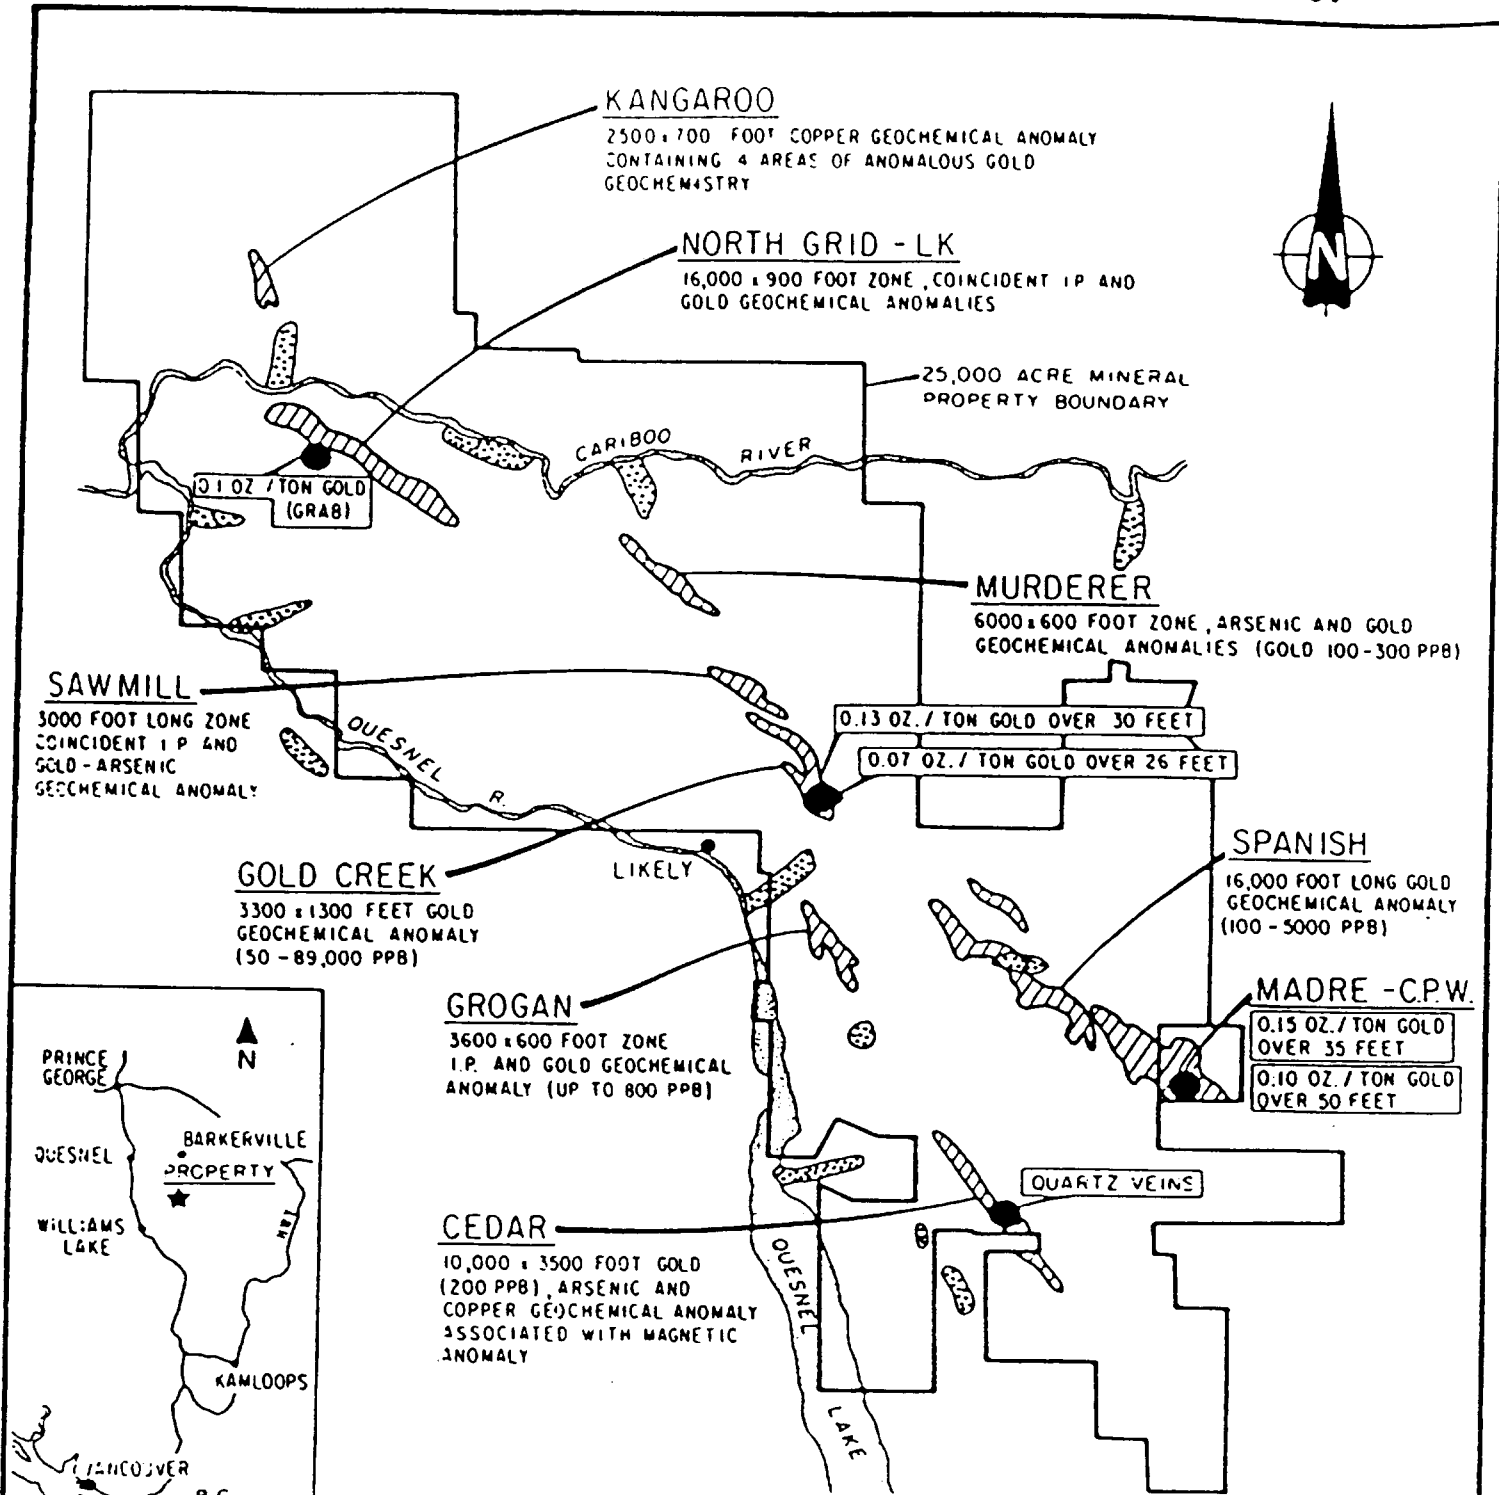 KANGAROO
2500 x 700 FOOT COPPER GEOCHEMICAL ANOMALY
CONTAINING 4 AREAS OF ANOMALOUS GOLD
GEOCHEMISTRY
N
NORTH GRID - LK
16,000 x 900 FOOT ZONE, COINCIDENT I P AND
GOLD GEOCHEMICAL ANOMALIES
25,000 ACRE MINERAL
PROPERTY BOUNDARY
CARIBOO RIVER
0.1 OZ / TON GOLD
(GRAB)
MURDERER
6000 x 600 FOOT ZONE, ARSENIC AND GOLD
GEOCHEMICAL ANOMALIES (GOLD 100-300 PPB)
SAWMILL
3000 FOOT LONG ZONE
COINCIDENT I P AND
GOLD - ARSENIC
GEOCHEMICAL ANOMALY
QUESNEL R.
0.13 OZ. / TON GOLD OVER 30 FEET
0.07 OZ. / TON GOLD OVER 26 FEET
LIKELY
GOLD CREEK
3300 x 1300 FEET GOLD
GEOCHEMICAL ANOMALY
(50 - 89,000 PPB)
SPANISH
16,000 FOOT LONG GOLD
GEOCHEMICAL ANOMALY
(100 - 5000 PPB)
GROGAN
3600 x 600 FOOT ZONE
I.P. AND GOLD GEOCHEMICAL
ANOMALY (UP TO 800 PPB)
MADRE - C.P.W.
0.15 OZ. / TON GOLD
OVER 35 FEET
0.10 OZ. / TON GOLD
OVER 50 FEET
QUARTZ VEINS
CEDAR
10,000 x 3500 FOOT GOLD
(200 PPB), ARSENIC AND
COPPER GEOCHEMICAL ANOMALY
ASSOCIATED WITH MAGNETIC
ANOMALY
QUESNEL LAKE
N
PRINCE
GEORGE
QUESNEL
BARKERVILLE
PROPERTY
WILLIAMS
LAKE
KAMLOOPS
VANCOUVER